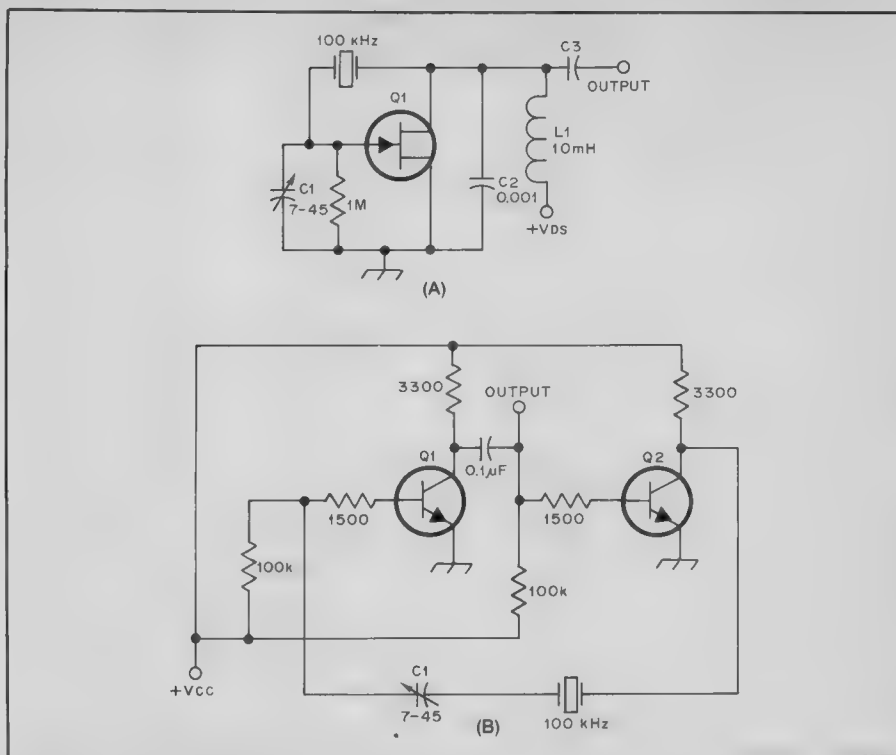 100 kHz
C3
OUTPUT
Q1
L1
10mH
C1
7-45
1M
C2
0.001
+VDS
(A)
3300
OUTPUT
3300
Q1
0.1µF
Q2
1500
1500
100k
100k
C1
+VCC
7-45
100 kHz
(B)